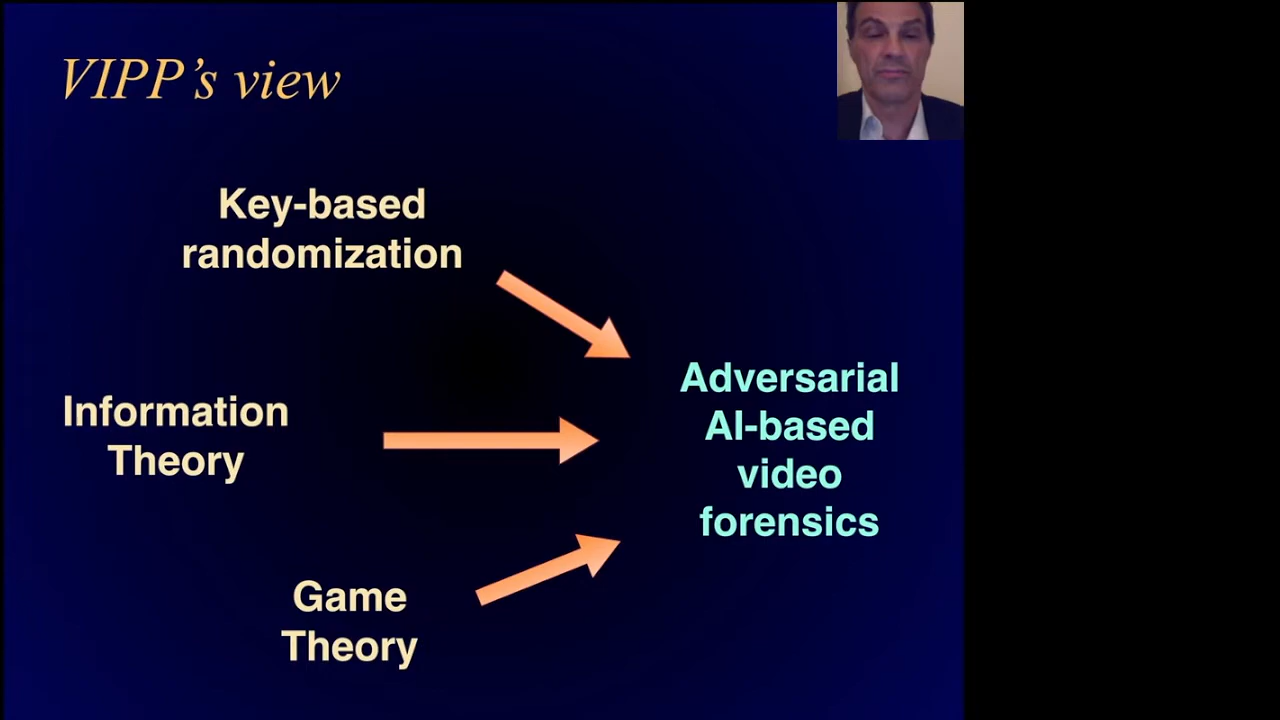 VIPP's view
Key-based
randomization
Information
Theory
Game
Theory
Adversarial
AI-based
video
forensics